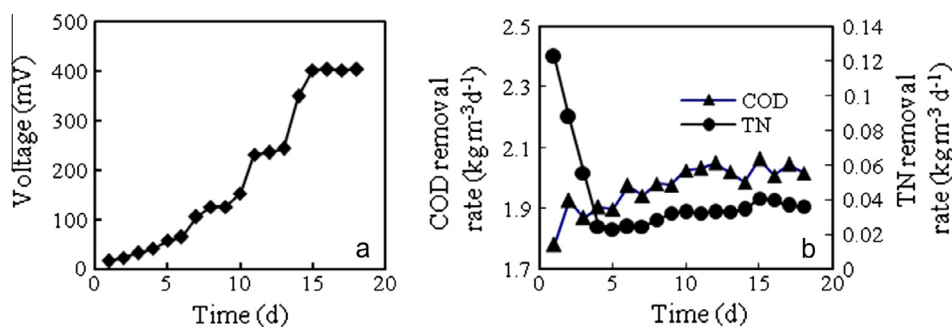 500
400
300
200
100
0
Voltage (mV)
0 5 10 15 20
Time (d)
a
2.5
2.3
2.1
1.9
1.7
COD removal
rate (kg m-3d-1)
COD
TN
0.14
0.12
0.1
0.08
0.06
0.04
0.02
0
TN removal
rate (kg m-3 d-1)
0 5 10 15 20
Time (d)
b